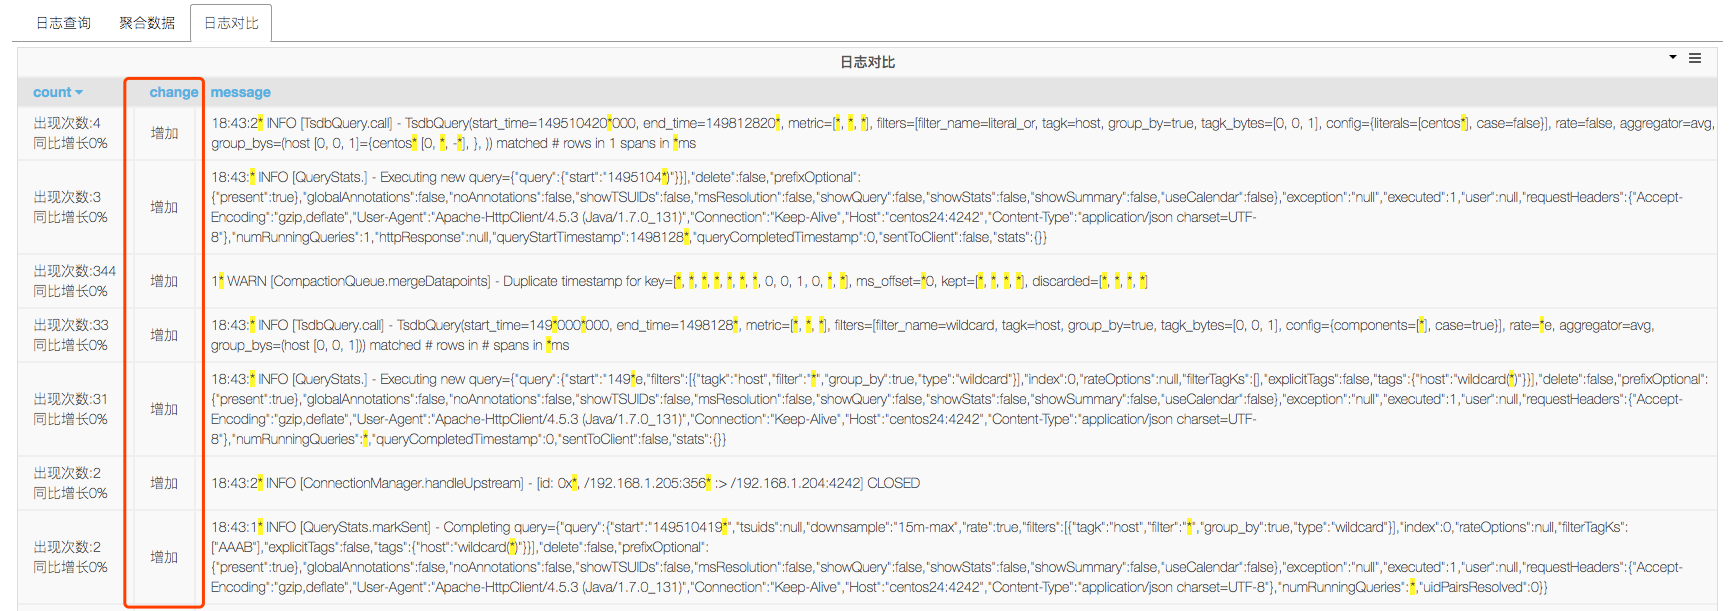 日志查询 聚合数据 日志对比
日志对比
count change message
出现次数:4
同比增长0%
增加
18:43:2* INFO [TsdbQuery.call] - TsdbQuery(start_time=149510420*000, end_time=149812820*, metric=[*, *, *], filters=[filter_name=literal_or, tagk=host, group_by=true, tagk_bytes=[0, 0, 1], config={literals=[centos*], case=false}], rate=false, aggregator=avg,
group_bys=(host [0, 0, 1]={centos* [0, *, -*], }, )) matched # rows in 1 spans in *ms
出现次数:3
同比增长0%
增加
18:43:* INFO [QueryStats.] - Executing new query={"query":{"start":"1495104*)"}}],"delete":false,"prefixOptional":
{"present":true},"globalAnnotations":false,"noAnnotations":false,"showTSUIDs":false,"msResolution":false,"showQuery":false,"showStats":false,"showSummary":false,"useCalendar":false},"exception":"null","executed":1,"user":null,"requestHeaders":{"Accept-
Encoding":"gzip,deflate","User-Agent":"Apache-HttpClient/4.5.3 (Java/1.7.0_131)","Connection":"Keep-Alive","Host":"centos24:4242","Content-Type":"application/json charset=UTF-
8"},"numRunningQueries":1,"httpResponse":null,"queryStartTimestamp":1498128*,"queryCompletedTimestamp":0,"sentToClient":false,"stats":{}}
出现次数:344
同比增长0%
增加
1* WARN [CompactionQueue.mergeDatapoints] - Duplicate timestamp for key=[*, *, *, *, *, *, *, 0, 0, 1, 0, *, *], ms_offset=*0, kept=[*, *, *, *], discarded=[*, *, *, *]
出现次数:33
同比增长0%
增加
18:43:* INFO [TsdbQuery.call] - TsdbQuery(start_time=149*000*000, end_time=1498128*, metric=[*, *, *], filters=[filter_name=wildcard, tagk=host, group_by=true, tagk_bytes=[0, 0, 1], config={components=[*], case=true}], rate=*e, aggregator=avg,
group_bys=(host [0, 0, 1])) matched # rows in # spans in *ms
出现次数:31
同比增长0%
增加
18:43:* INFO [QueryStats.] - Executing new query={"query":{"start":"149*e,"filters":[{"tagk":"host","filter":"*","group_by":true,"type":"wildcard"}],"index":0,"rateOptions":null,"filterTagKs":[],"explicitTags":false,"tags":{"host":"wildcard(*)"}}],"delete":false,"prefixOptional":
{"present":true},"globalAnnotations":false,"noAnnotations":false,"showTSUIDs":false,"msResolution":false,"showQuery":false,"showStats":false,"showSummary":false,"useCalendar":false},"exception":"null","executed":1,"user":null,"requestHeaders":{"Accept-
Encoding":"gzip,deflate","User-Agent":"Apache-HttpClient/4.5.3 (Java/1.7.0_131)","Connection":"Keep-Alive","Host":"centos24:4242","Content-Type":"application/json charset=UTF-
8"},"numRunningQueries":*,"queryCompletedTimestamp":0,"sentToClient":false,"stats":{}}
出现次数:2
同比增长0%
增加
18:43:2* INFO [ConnectionManager.handleUpstream] - [id: 0x*, /192.168.1.205:356* :> /192.168.1.204:4242] CLOSED
出现次数:2
同比增长0%
增加
18:43:1* INFO [QueryStats.markSent] - Completing query={"query":{"start":"149510419*","tsuids":null,"downsample":"15m-max","rate":true,"filters":[{"tagk":"host","filter":"*","group_by":true,"type":"wildcard"}],"index":0,"rateOptions":null,"filterTagKs":
["AAAB"],"explicitTags":false,"tags":{"host":"wildcard(*)"}}],"delete":false,"prefixOptional":
{"present":true},"globalAnnotations":false,"noAnnotations":false,"showTSUIDs":false,"msResolution":false,"showQuery":false,"showStats":false,"showSummary":false,"useCalendar":false},"exception":"null","executed":1,"user":null,"requestHeaders":{"Accept-
Encoding":"gzip,deflate","User-Agent":"Apache-HttpClient/4.5.3 (Java/1.7.0_131)","Connection":"Keep-Alive","Host":"centos24:4242","Content-Type":"application/json charset=UTF-8"},"numRunningQueries":*,"uidPairsResolved":0}}